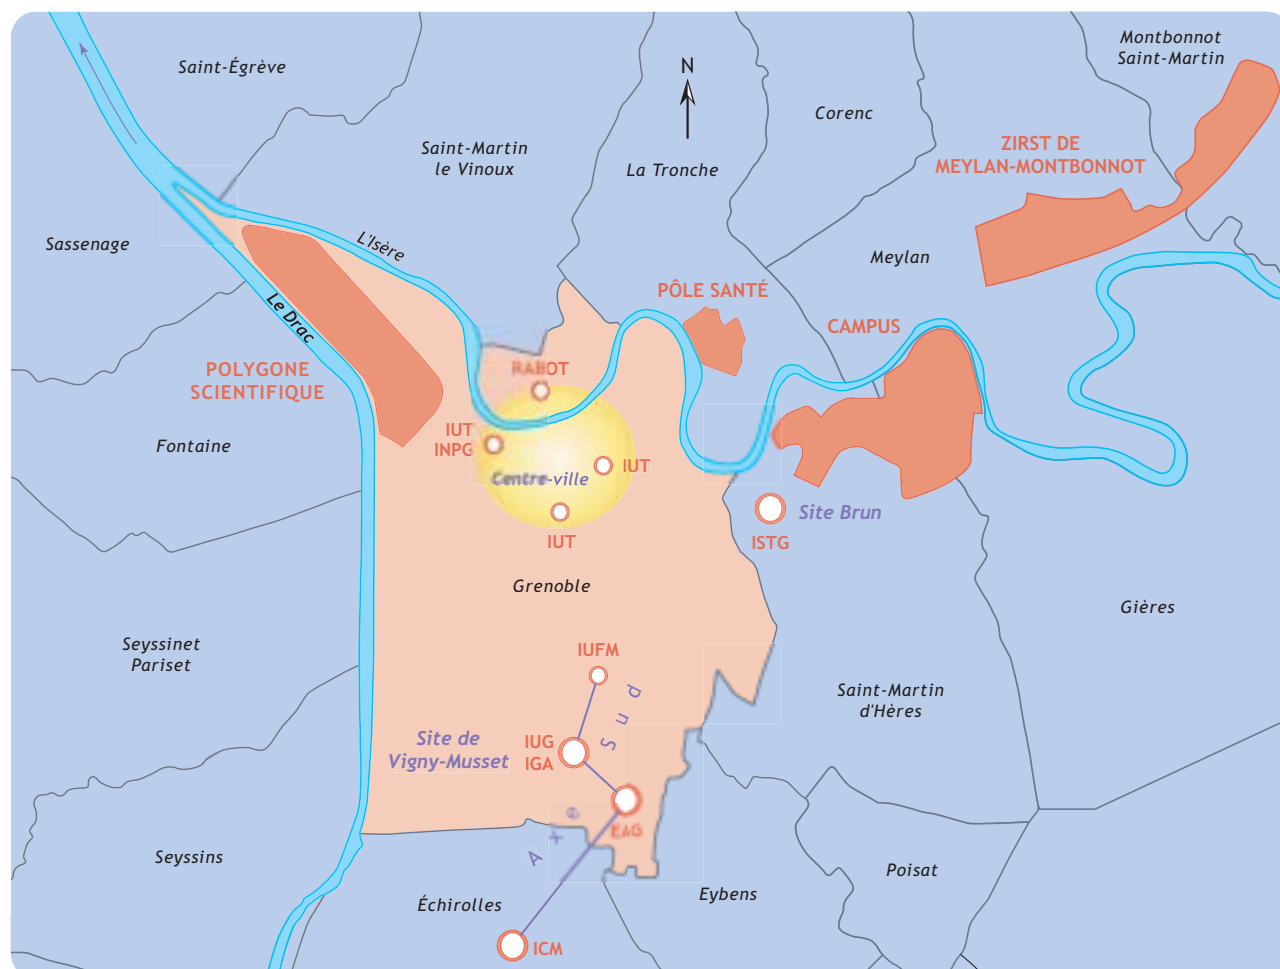 Montbonnot
Saint-Martin
Saint-Égrève
N
Corenc
Saint-Martin
le Vinoux
La Tronche
ZIRST DE
MEYLAN-MONTBONNOT
Sassenage
L'Isère
Meylan
PÔLE SANTÉ
Le Drac
CAMPUS
POLYGONE
SCIENTIFIQUE
RABOT
IUT
INPG
Fontaine
IUT
Centre-ville
Site Brun
IUT
ISTG
Grenoble
Gières
Seyssinet
Pariset
IUFM
Saint-Martin
d'Hères
Site de
Vigny-Musset
IUG
IGA
Axe Sud
EAG
Seyssins
Poisat
Eybens
Échirolles
ICM